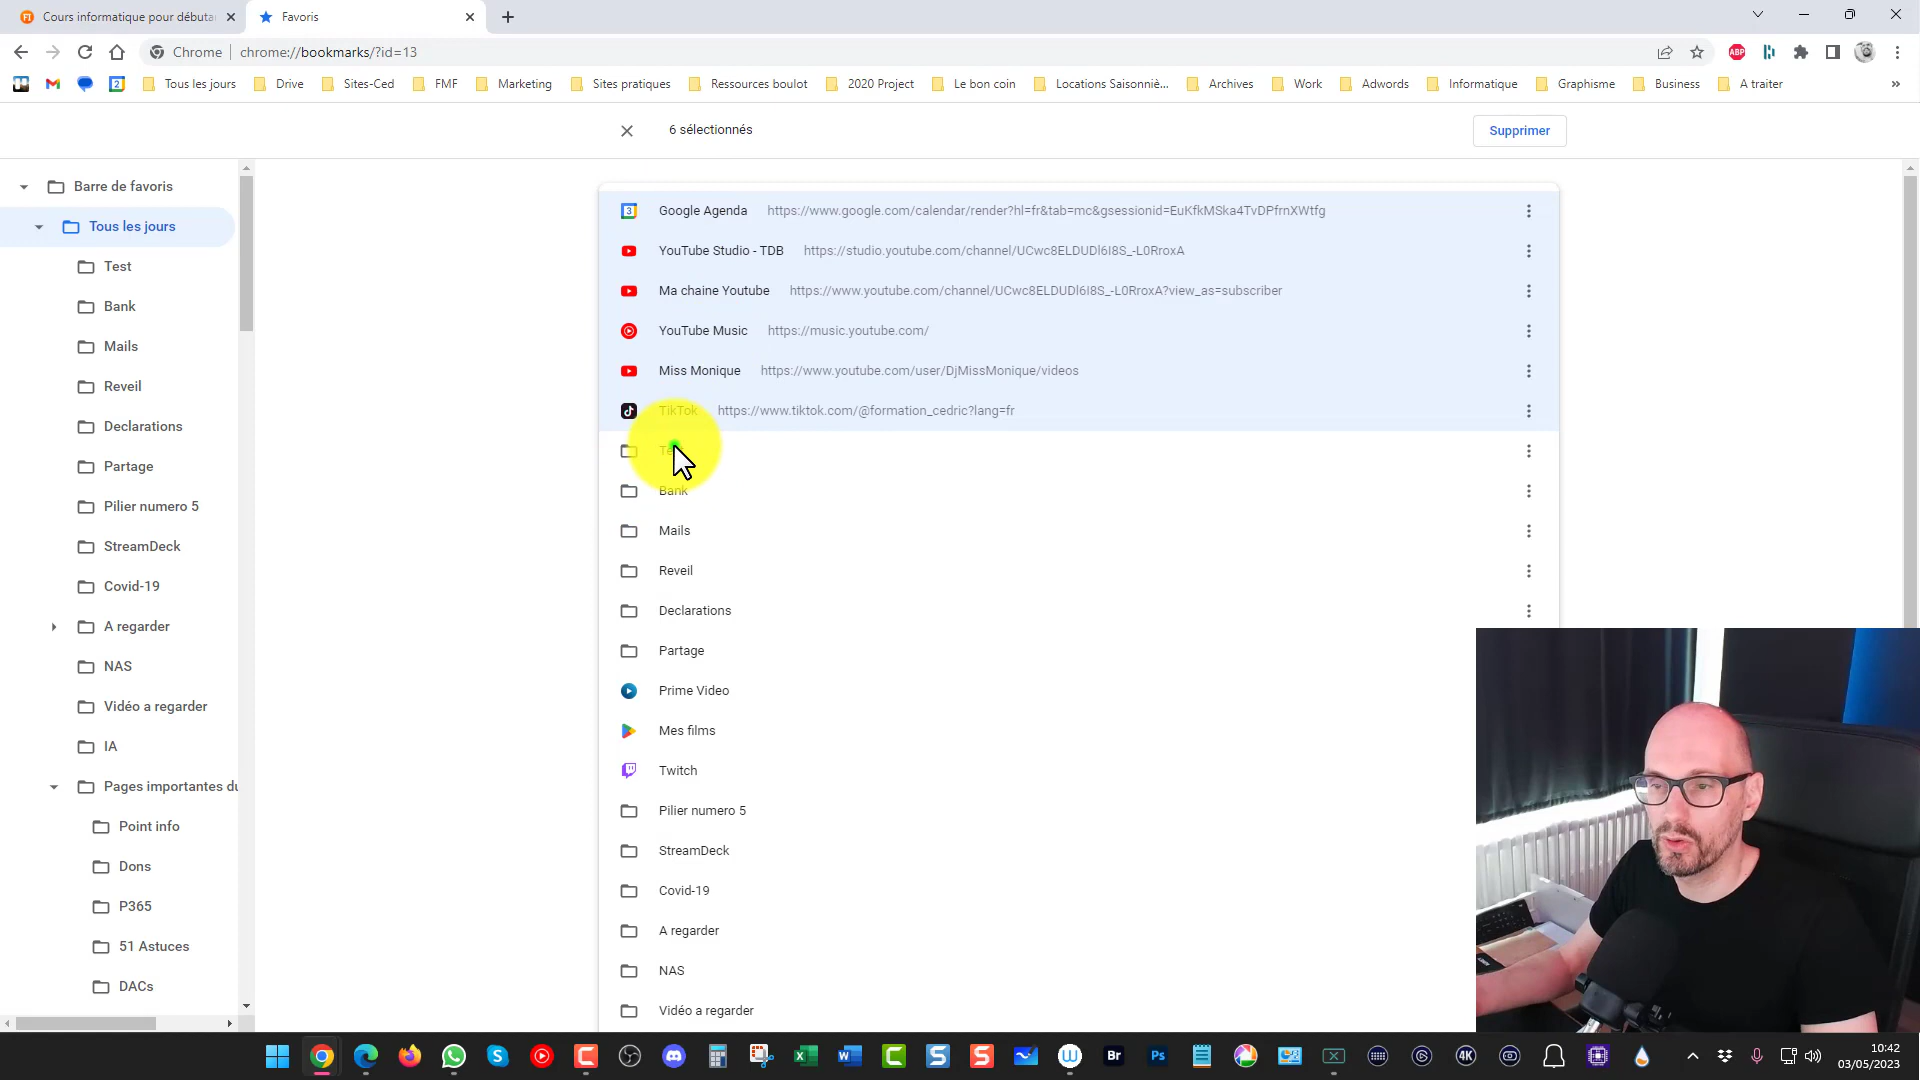 Cours informatique pour débuta
Favoris
Chrome
chrome://bookmarks/?id=13
ABP
2
Tous les jours
Drive
Sites-Ced
FMF
Marketing
Sites pratiques
Ressources boulot
2020 Project
Le bon coin
Locations Saisonniè...
Archives
Work
Adwords
Informatique
Graphisme
Business
A traiter
»
6 sélectionnés
Supprimer
Barre de favoris
Tous les jours
Test
Bank
Mails
Reveil
Declarations
Partage
Pilier numero 5
StreamDeck
Covid-19
A regarder
NAS
Vidéo a regarder
IA
Pages importantes du
Point info
Dons
P365
51 Astuces
DACs
3 Google Agenda https://www.google.com/calendar/render?hl=fr&tab=mc&gsessionid=EuKfkMSka4TvDPfrnXWtfg
YouTube Studio - TDB https://studio.youtube.com/channel/UCwc8ELDUDl6I8S_-L0RroxA
Ma chaine Youtube https://www.youtube.com/channel/UCwc8ELDUDl6I8S_-L0RroxA?view_as=subscriber
YouTube Music https://music.youtube.com/
Miss Monique https://www.youtube.com/user/DjMissMonique/videos
TikTok https://www.tiktok.com/@formation_cedric?lang=fr
Bank
Mails
Reveil
Declarations
Partage
Prime Video
Mes films
Twitch
Pilier numero 5
StreamDeck
Covid-19
A regarder
NAS
Vidéo a regarder
Br
Ps
4K
10:42
03/05/2023